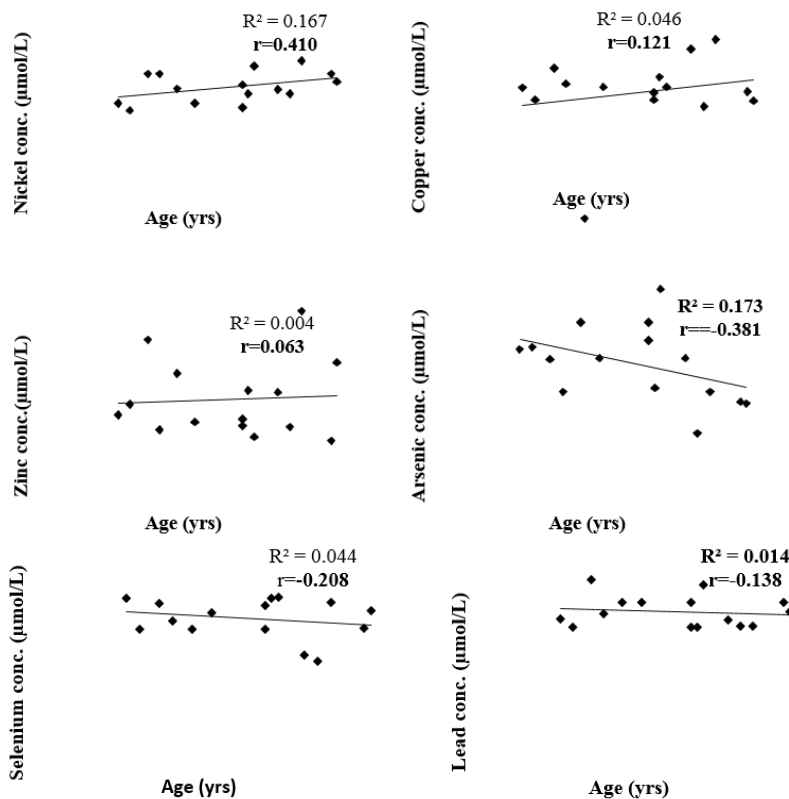 R² = 0.167
r=0.410
Nickel conc. (µmol/L)
Age (yrs)
R² = 0.046
r=0.121
Copper conc. (µmol/L)
Age (yrs)
R² = 0.004
r=0.063
Zinc conc.(µmol/L)
Age (yrs)
R² = 0.173
r==-0.381
Arsenic conc. (µmol/L)
Age (yrs)
R² = 0.044
r=-0.208
Selenium conc. (µmol/L)
Age (yrs)
R² = 0.014
r=-0.138
Lead conc. (µmol/L)
Age (yrs)